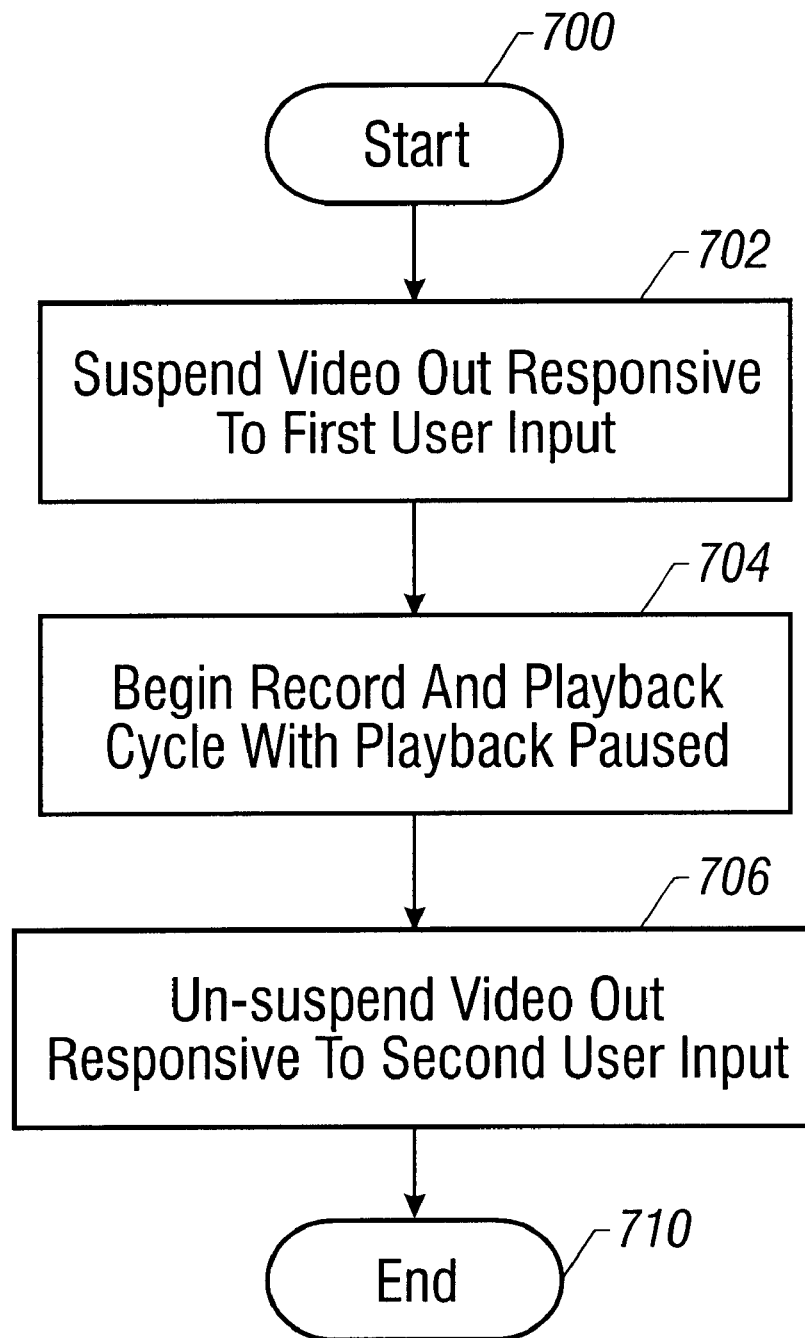 700
Start
702
Suspend Video Out Responsive
To First User Input
704
Begin Record And Playback
Cycle With Playback Paused
706
Un-suspend Video Out
Responsive To Second User Input
710
End